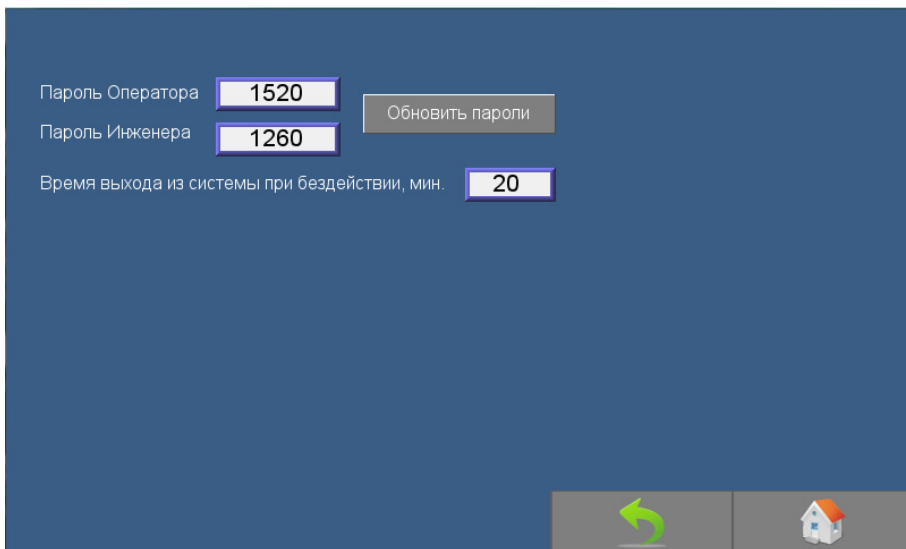 Пароль Оператора 1520
Обновить пароли
Пароль Инженера 1260
Время выхода из системы при бездействии, мин. 20